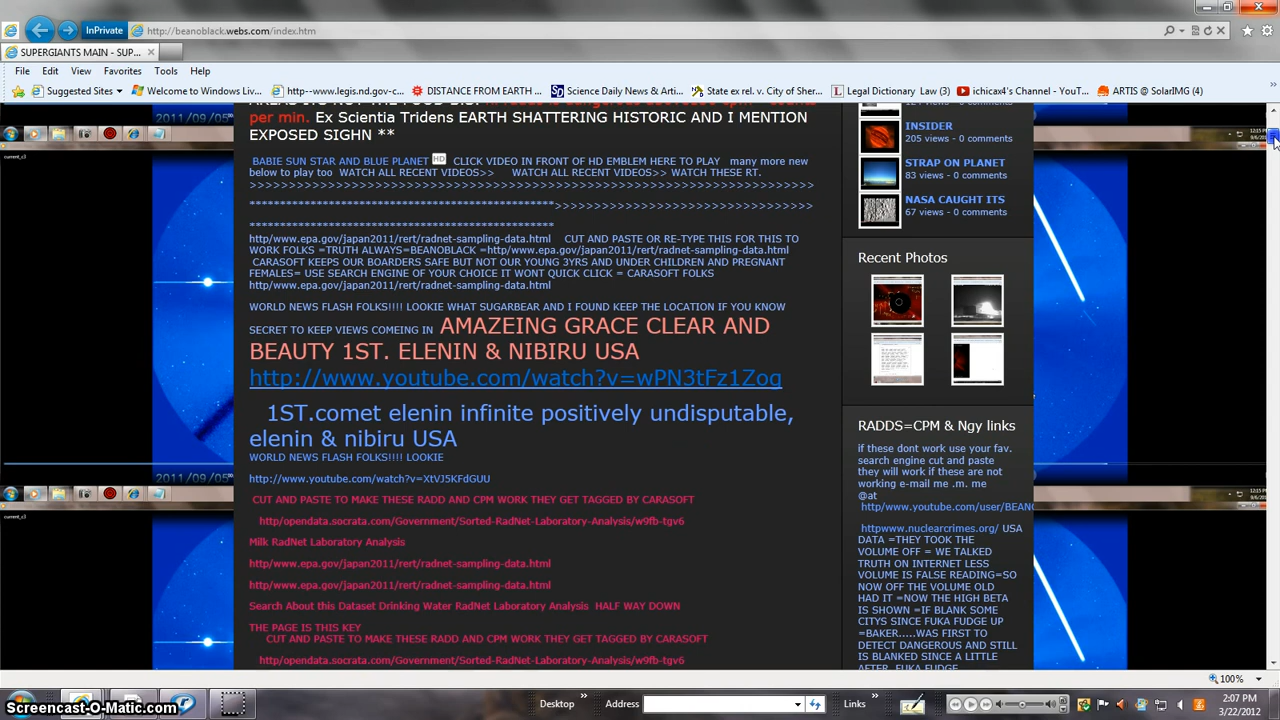 InPrivate
http://beanoblack.webs.com/index.htm
SUPERGIANTS MAIN - SUP...
File Edit View Favorites Tools Help
Suggested Sites
Welcome to Windows Liv...
http--www.legis.nd.gov-c...
DISTANCE FROM EARTH ...
Science Daily News & Arti...
State ex rel. v. City of Sher...
Legal Dictionary Law (3)
ichicax4's Channel - YouT...
ARTIS @ SolarIMG (4)
per min. Ex Scientia Tridens EARTH SHATTERING HISTORIC AND I MENTION
EXPOSED SIGHN **
BABIE SUN STAR AND BLUE PLANET HD CLICK VIDEO IN FRONT OF HD EMBLEM HERE TO PLAY many more new
below to play too WATCH ALL RECENT VIDEOS>> WATCH ALL RECENT VIDEOS>> WATCH THESE RT.
http/www.epa.gov/japan2011/rert/radnet-sampling-data.html CUT AND PASTE OR RE-TYPE THIS FOR THIS TO
WORK FOLKS =TRUTH ALWAYS=BEANOBLACK =http/www.epa.gov/japan2011/rert/radnet-sampling-data.html
CARASOFT KEEPS OUR BOARDERS SAFE BUT NOT OUR YOUNG 3YRS AND UNDER CHILDREN AND PREGNANT
FEMALES= USE SEARCH ENGINE OF YOUR CHOICE IT WONT QUICK CLICK = CARASOFT FOLKS
http/www.epa.gov/japan2011/rert/radnet-sampling-data.html
WORLD NEWS FLASH FOLKS!!!! LOOKIE WHAT SUGARBEAR AND I FOUND KEEP THE LOCATION IF YOU KNOW
SECRET TO KEEP VIEWS COMEING IN AMAZEING GRACE CLEAR AND
BEAUTY 1ST. ELENIN & NIBIRU USA
http://www.youtube.com/watch?v=wPN3tFz1Zog
1ST.comet elenin infinite positively undisputable,
elenin & nibiru USA
WORLD NEWS FLASH FOLKS!!!! LOOKIE
http://www.youtube.com/watch?v=XtVJ5KFdGUU
CUT AND PASTE TO MAKE THESE RADD AND CPM WORK THEY GET TAGGED BY CARASOFT
http/opendata.socrata.com/Government/Sorted-RadNet-Laboratory-Analysis/w9fb-tgv6
Milk RadNet Laboratory Analysis
http/www.epa.gov/japan2011/rert/radnet-sampling-data.html
http/www.epa.gov/japan2011/rert/radnet-sampling-data.html
Search About this Dataset Drinking Water RadNet Laboratory Analysis HALF WAY DOWN
THE PAGE IS THIS KEY
CUT AND PASTE TO MAKE THESE RADD AND CPM WORK THEY GET TAGGED BY CARASOFT
http/opendata.socrata.com/Government/Sorted-RadNet-Laboratory-Analysis/w9fb-tgv6
INSIDER
205 views - 0 comments
STRAP ON PLANET
83 views - 0 comments
NASA CAUGHT ITS
67 views - 0 comments
Recent Photos
RADDS=CPM & Ngy links
if these dont work use your fav.
search engine cut and paste
they will work if these are not
working e-mail me .m. me
@at
http/www.youtube.com/user/BEANO
httpwww.nuclearcrimes.org/ USA
DATA =THEY TOOK THE
VOLUME OFF = WE TALKED
TRUTH ON INTERNET LESS
VOLUME IS FALSE READING=SO
NOW OFF THE VOLUME OLD
HAD IT =NOW THE HIGH BETA
IS SHOWN =IF BLANK SOME
CITYS SINCE FUKA FUDGE UP
=BAKER.....WAS FIRST TO
DETECT DANGEROUS AND STILL
IS BLANKED SINCE A LITTLE
AFTER FUKA FUDGE
2011/09/05
current_c3
2011/09/05
current_c3
100%
Screencast-O-Matic.com
Desktop
Address
Links
2:07 PM
3/22/2012